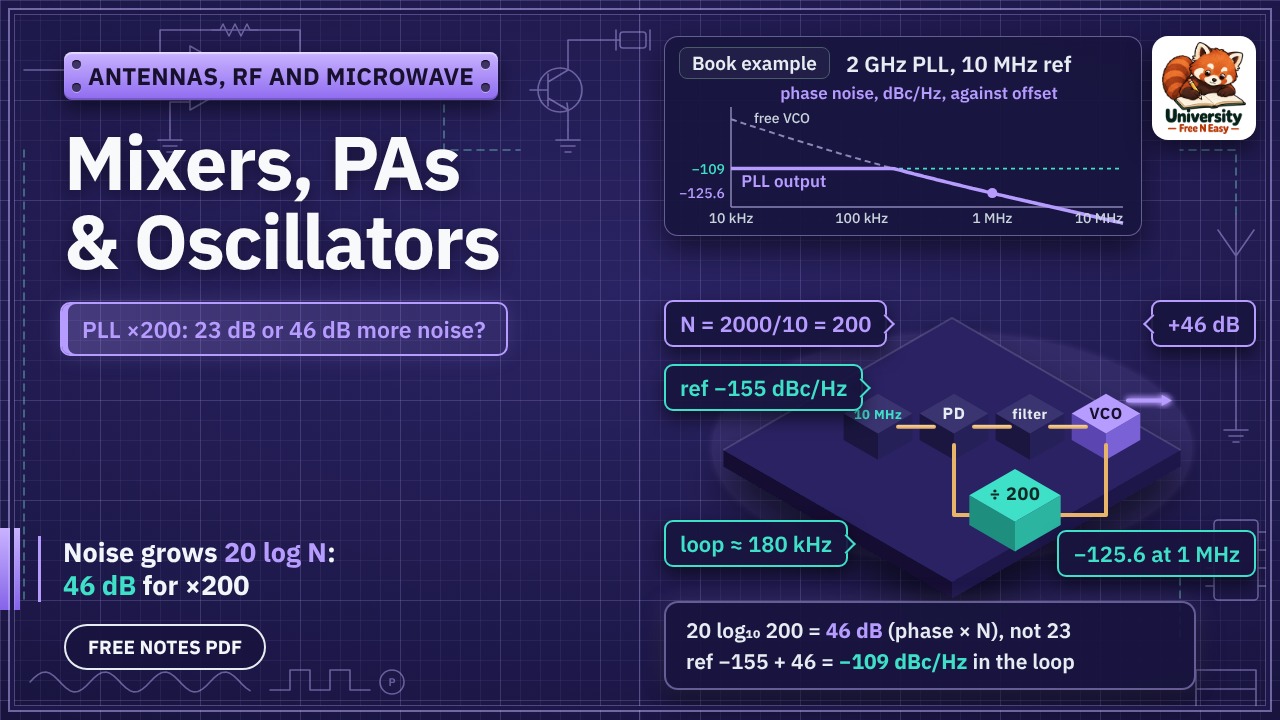 ANTENNAS, RF AND MICROWAVE
Mixers, PAs
& Oscillators
PLL ×200: 23 dB or 46 dB more noise?
Noise grows 20 log N:
46 dB for ×200
FREE NOTES PDF
P
Book example
2 GHz PLL, 10 MHz ref
phase noise, dBc/Hz, against offset
free VCO
−109
PLL output
−125.6
10 kHz
100 kHz
1 MHz
10 MHz
University
Free N Easy
N = 2000/10 = 200
+46 dB
ref −155 dBc/Hz
10 MHz
PD
filter
VCO
÷ 200
loop ≈ 180 kHz
−125.6 at 1 MHz
20 log₁₀ 200 = 46 dB (phase × N), not 23
ref −155 + 46 = −109 dBc/Hz in the loop